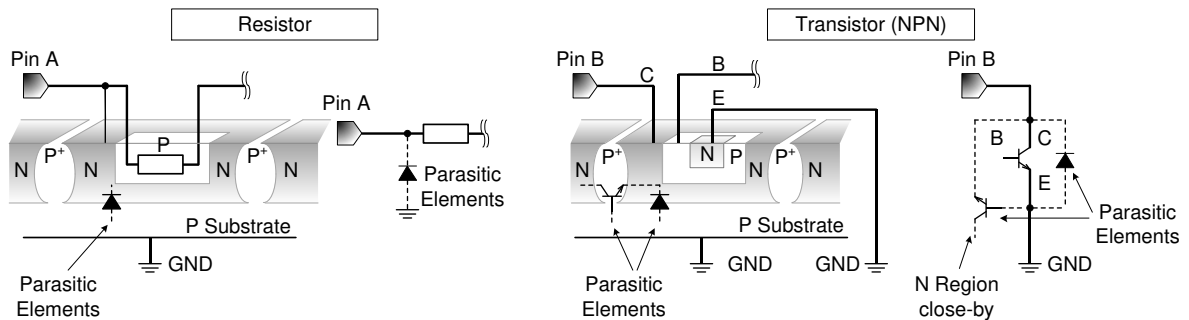 Resistor
Transistor (NPN)
Pin A
Pin A
N
P+
N
P
N
P+
N
Parasitic
Elements
P Substrate
GND
Parasitic
Elements
Pin B
C
B
E
N
P+
N
N
P
P+
N
P Substrate
GND
GND
Parasitic
Elements
Pin B
B
C
E
Parasitic
Elements
GND
N Region
close-by